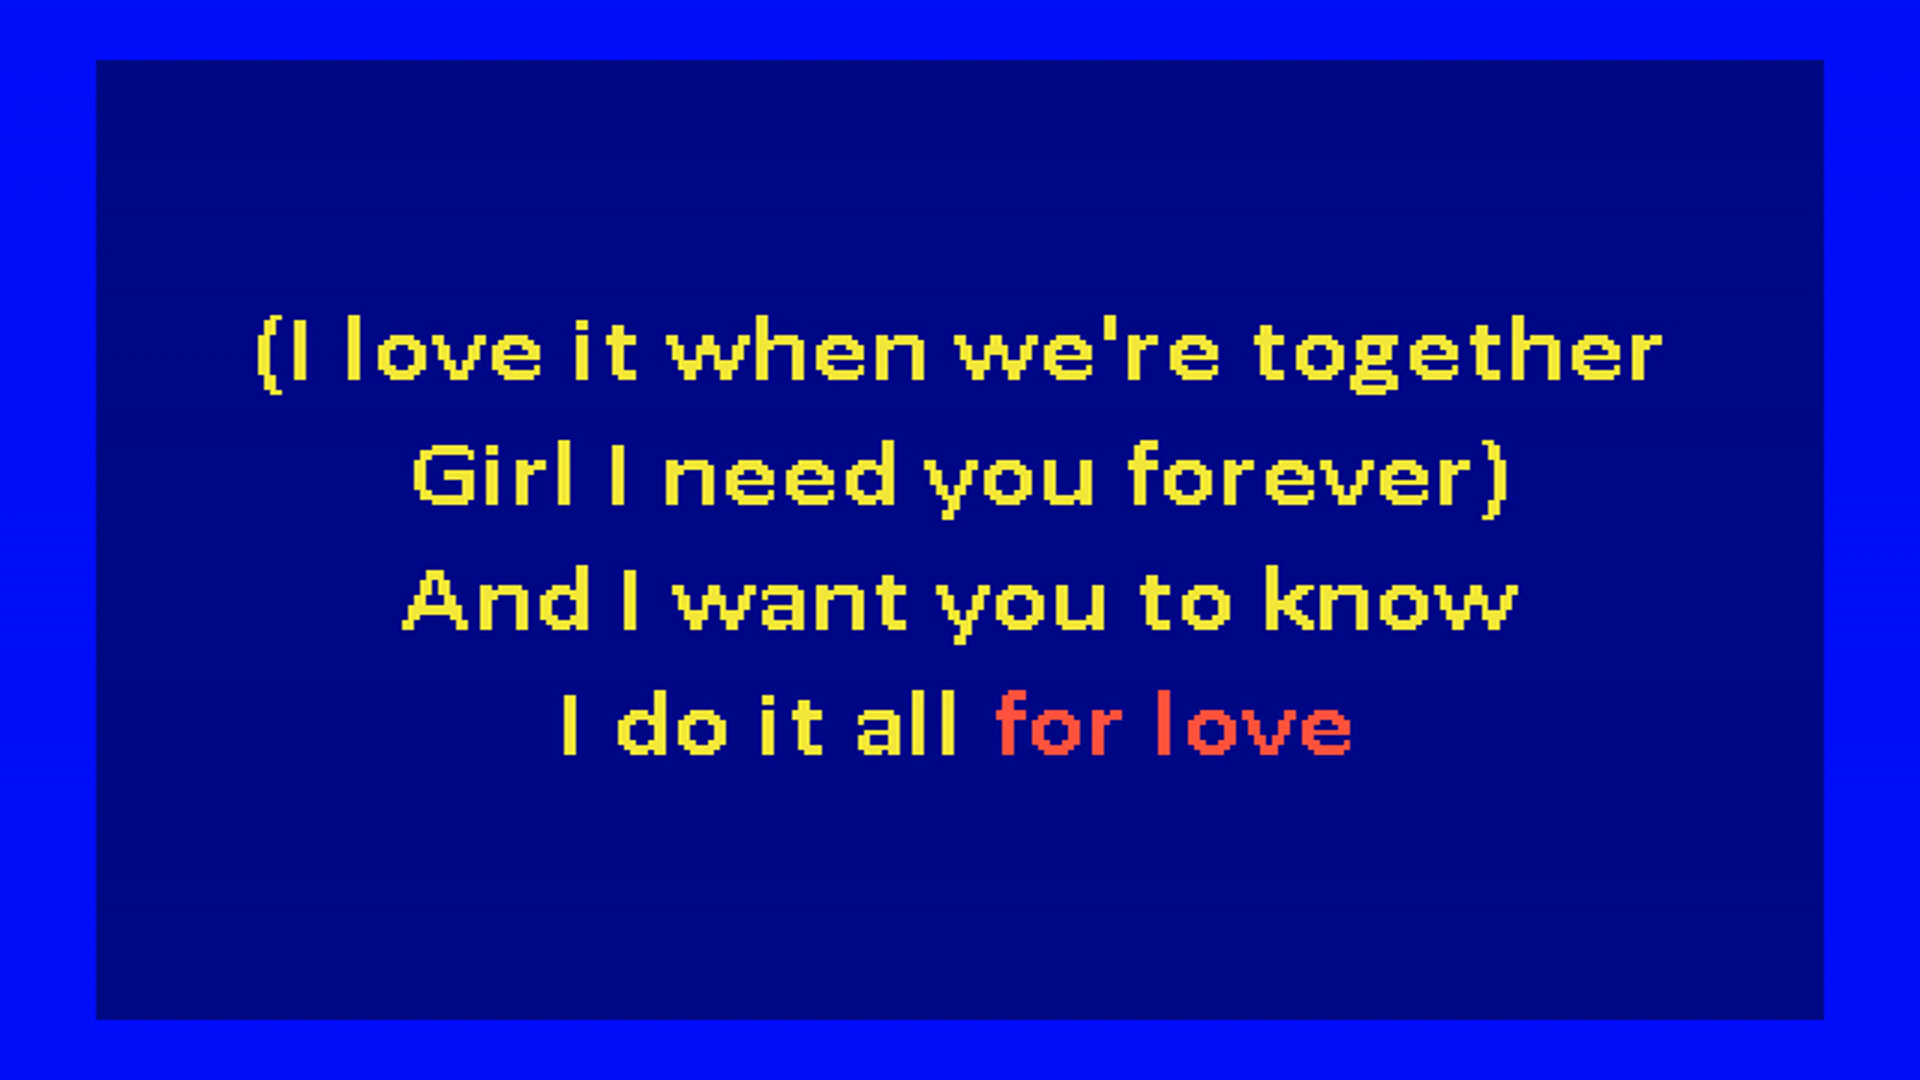 (I love it when we're together
Girl I need you forever)
And I want you to know
I do it all for love